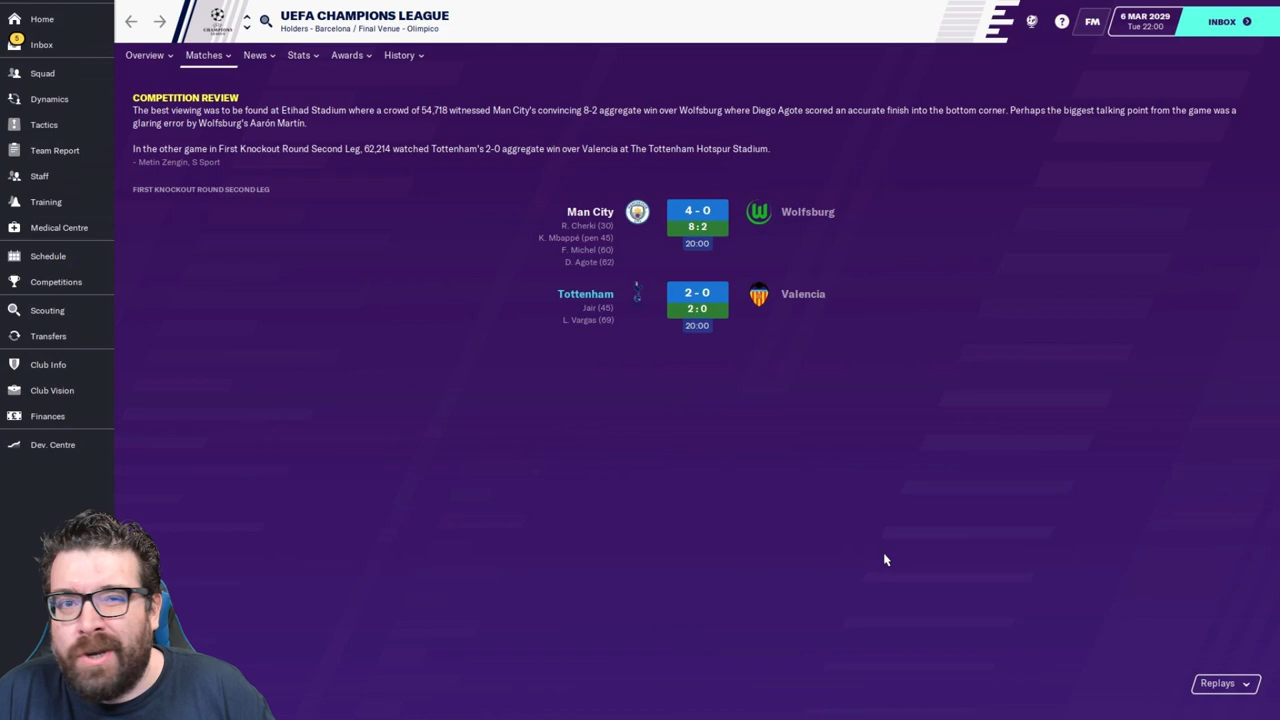 Home
5
Inbox
Squad
Dynamics
Tactics
Team Report
Staff
Training
Medical Centre
Schedule
Competitions
Scouting
Transfers
Club Info
Club Vision
Finances
Dev. Centre
UEFA CHAMPIONS LEAGUE
Holders - Barcelona / Final Venue - Olimpico
FM
6 MAR 2029
Tue 22:00
INBOX
Overview
Matches
News
Stats
Awards
History
COMPETITION REVIEW
The best viewing was to be found at Etihad Stadium where a crowd of 54,718 witnessed Man City's convincing 8-2 aggregate win over Wolfsburg where Diego Agote scored an accurate finish into the bottom corner. Perhaps the biggest talking point from the game was a
glaring error by Wolfsburg's Aarón Martín.
In the other game in First Knockout Round Second Leg, 62,214 watched Tottenham's 2-0 aggregate win over Valencia at The Tottenham Hotspur Stadium.
- Metin Zengin, S Sport
FIRST KNOCKOUT ROUND SECOND LEG
Man City 4 - 0 Wolfsburg
R. Cherki (30) 8 : 2
K. Mbappé (pen 45) 20:00
F. Michel (60)
D. Agote (62)
Tottenham 2 - 0 Valencia
Jair (45) 2 : 0
L. Vargas (69) 20:00
Replays